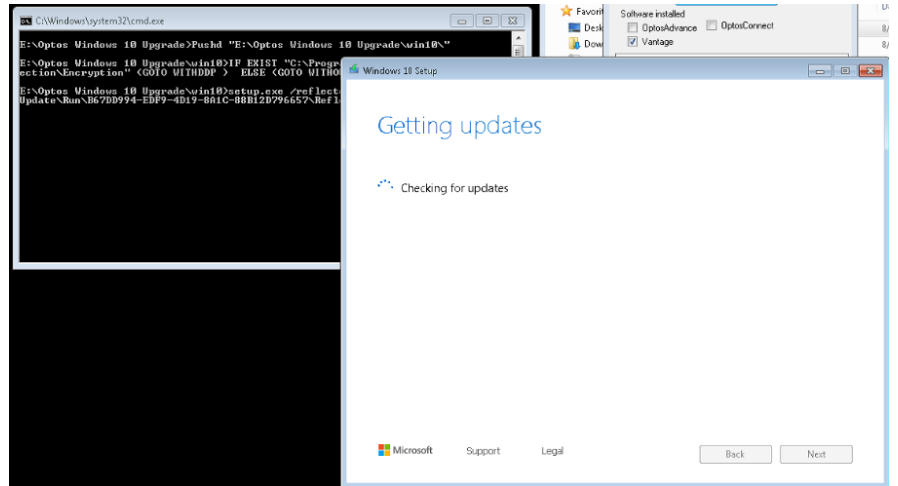 C:\Windows\system32\cmd.exe
E:\Optos Windows 10 Upgrade>Pushd "E:\Optos Windows 10 Upgrade\win10\"
E:\Optos Windows 10 Upgrade\win10>IF EXIST "C:\Progr
ection\Encryption" (GOTO WITHDDP ) ELSE (GOTO WITHO
E:\Optos Windows 10 Upgrade\win10>setup.exe /reflect
Update\Run\B67DD994-EDF9-4D19-8A1C-88B12D796657\Refl
Favorit
Desk
Dow
Software installed
OptosAdvance
OptosConnect
Vantage
8/
8/
Windows 10 Setup
Getting updates
Checking for updates
Microsoft
Support
Legal
Back
Next